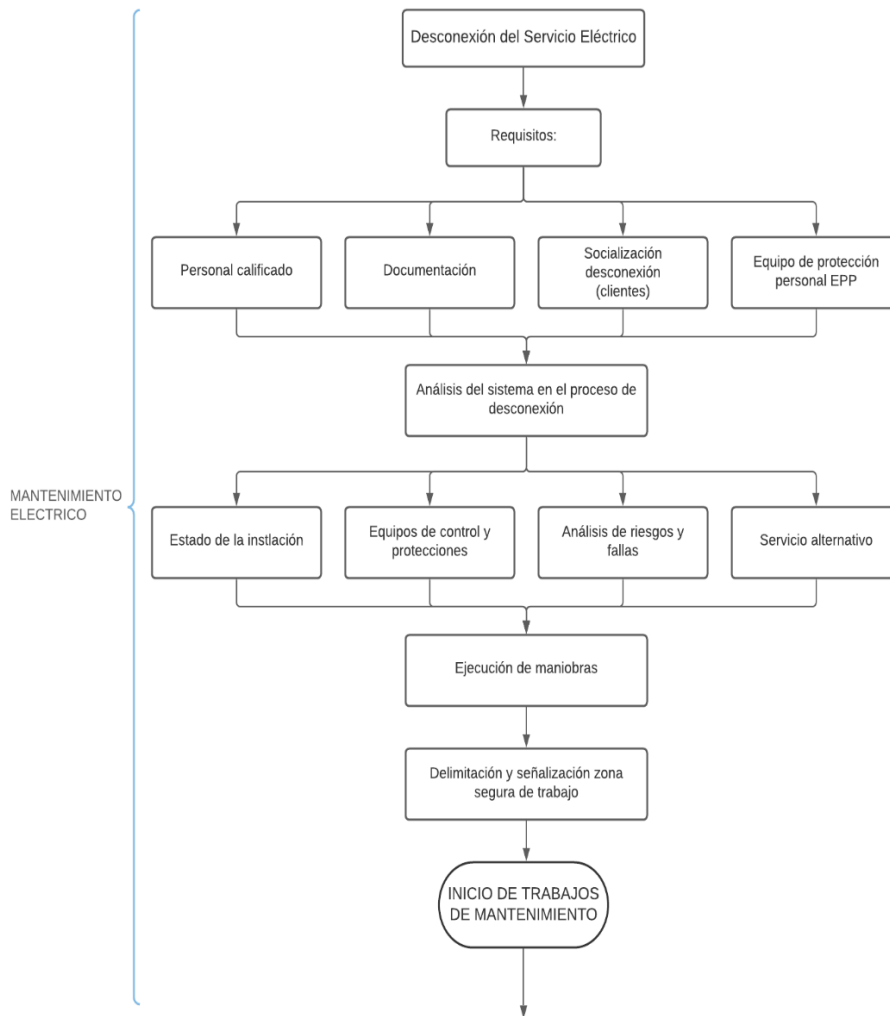 Desconexión del Servicio Eléctrico
Requisitos:
Personal calificado
Documentación
Socialización
desconexión
(clientes)
Equipo de protección
personal EPP
Análisis del sistema en el proceso de
desconexión
MANTENIMIENTO
ELECTRICO
Estado de la instlación
Equipos de control y
protecciones
Análisis de riesgos y
fallas
Servicio alternativo
Ejecución de maniobras
Delimitación y señalización zona
segura de trabajo
INICIO DE TRABAJOS
DE MANTENIMIENTO